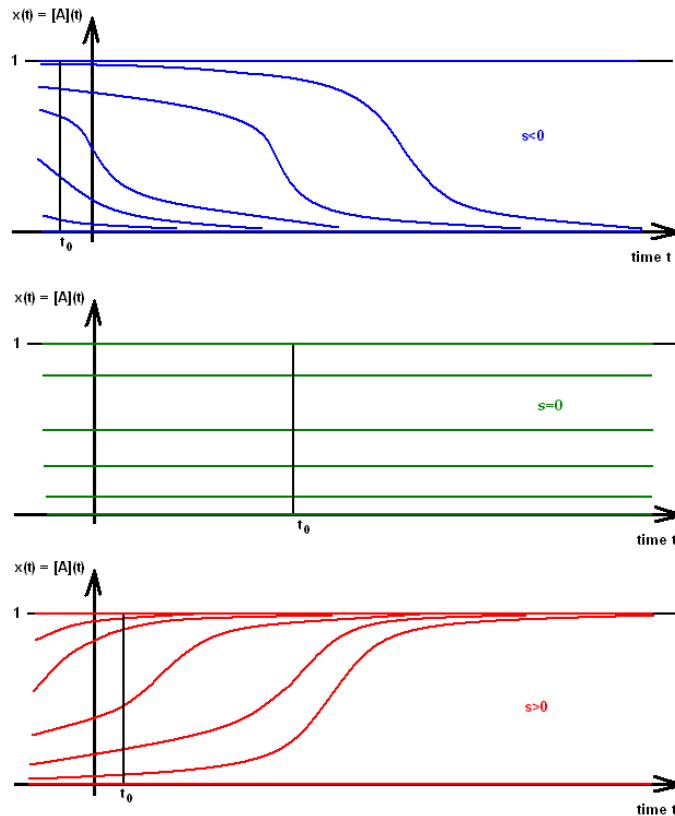 x(t) = [A](t)
1
s<0
t0
time t
x(t) = [A](t)
1
s=0
t0
time t
x(t) = [A](t)
1
s>0
t0
time t